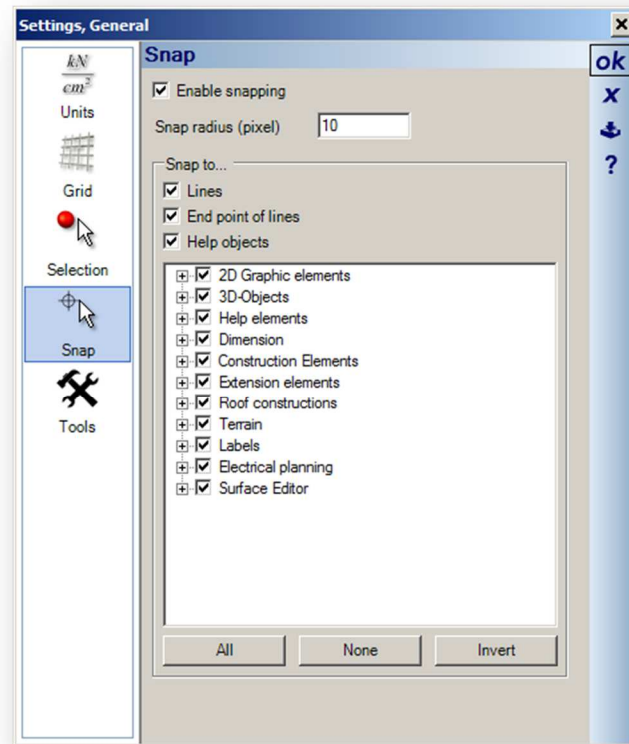 Settings, General
kN
cm²
Units
Grid
Selection
Snap
Tools
Snap
Enable snapping
Snap radius (pixel) 10
Snap to...
Lines
End point of lines
Help objects
2D Graphic elements
3D-Objects
Help elements
Dimension
Construction Elements
Extension elements
Roof constructions
Terrain
Labels
Electrical planning
Surface Editor
All None Invert
ok
x
?